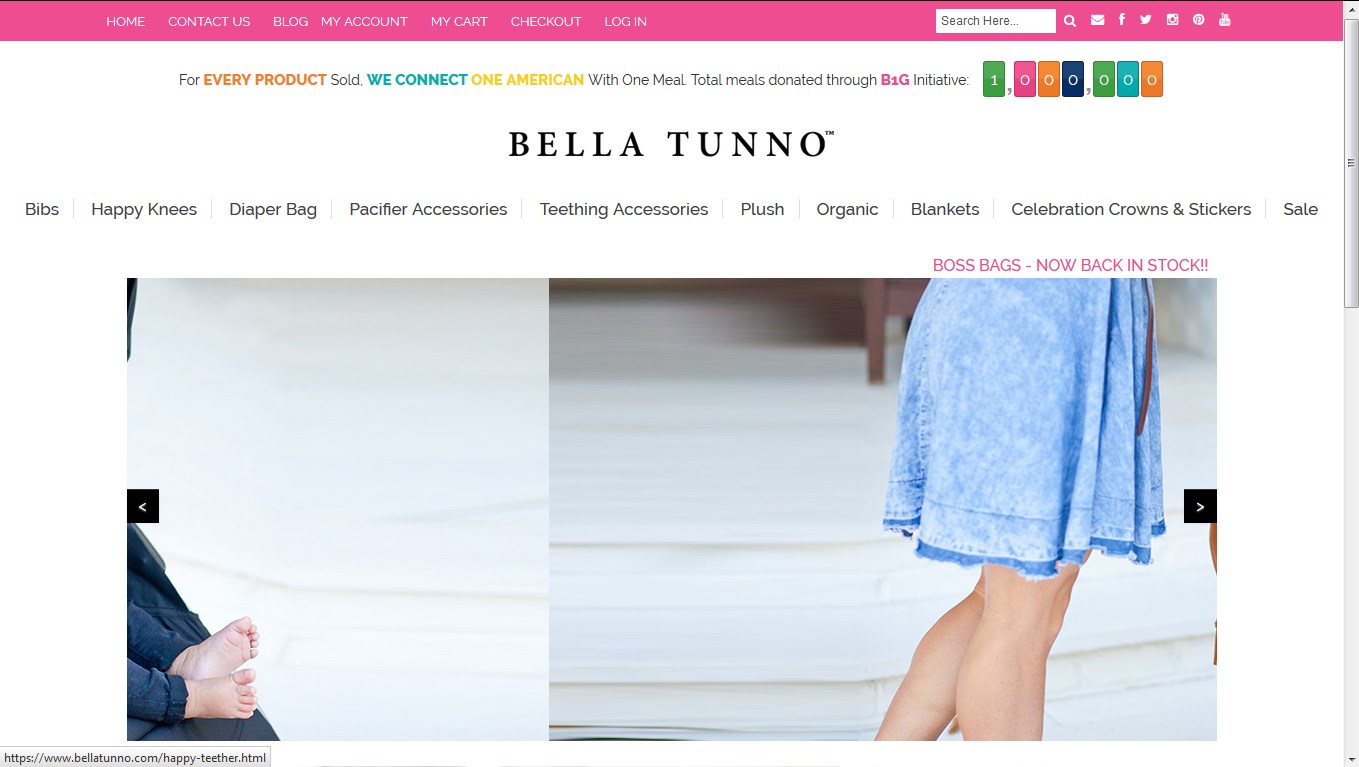 HOME CONTACT US BLOG MY ACCOUNT MY CART CHECKOUT LOG IN Search Here...
For EVERY PRODUCT Sold, WE CONNECT ONE AMERICAN With One Meal. Total meals donated through B1G Initiative: 1,000,000
BELLA TUNNO™
Bibs Happy Knees Diaper Bag Pacifier Accessories Teething Accessories Plush Organic Blankets Celebration Crowns & Stickers Sale
BOSS BAGS - NOW BACK IN STOCK!!
< >
https://www.bellatunno.com/happy-teether.html